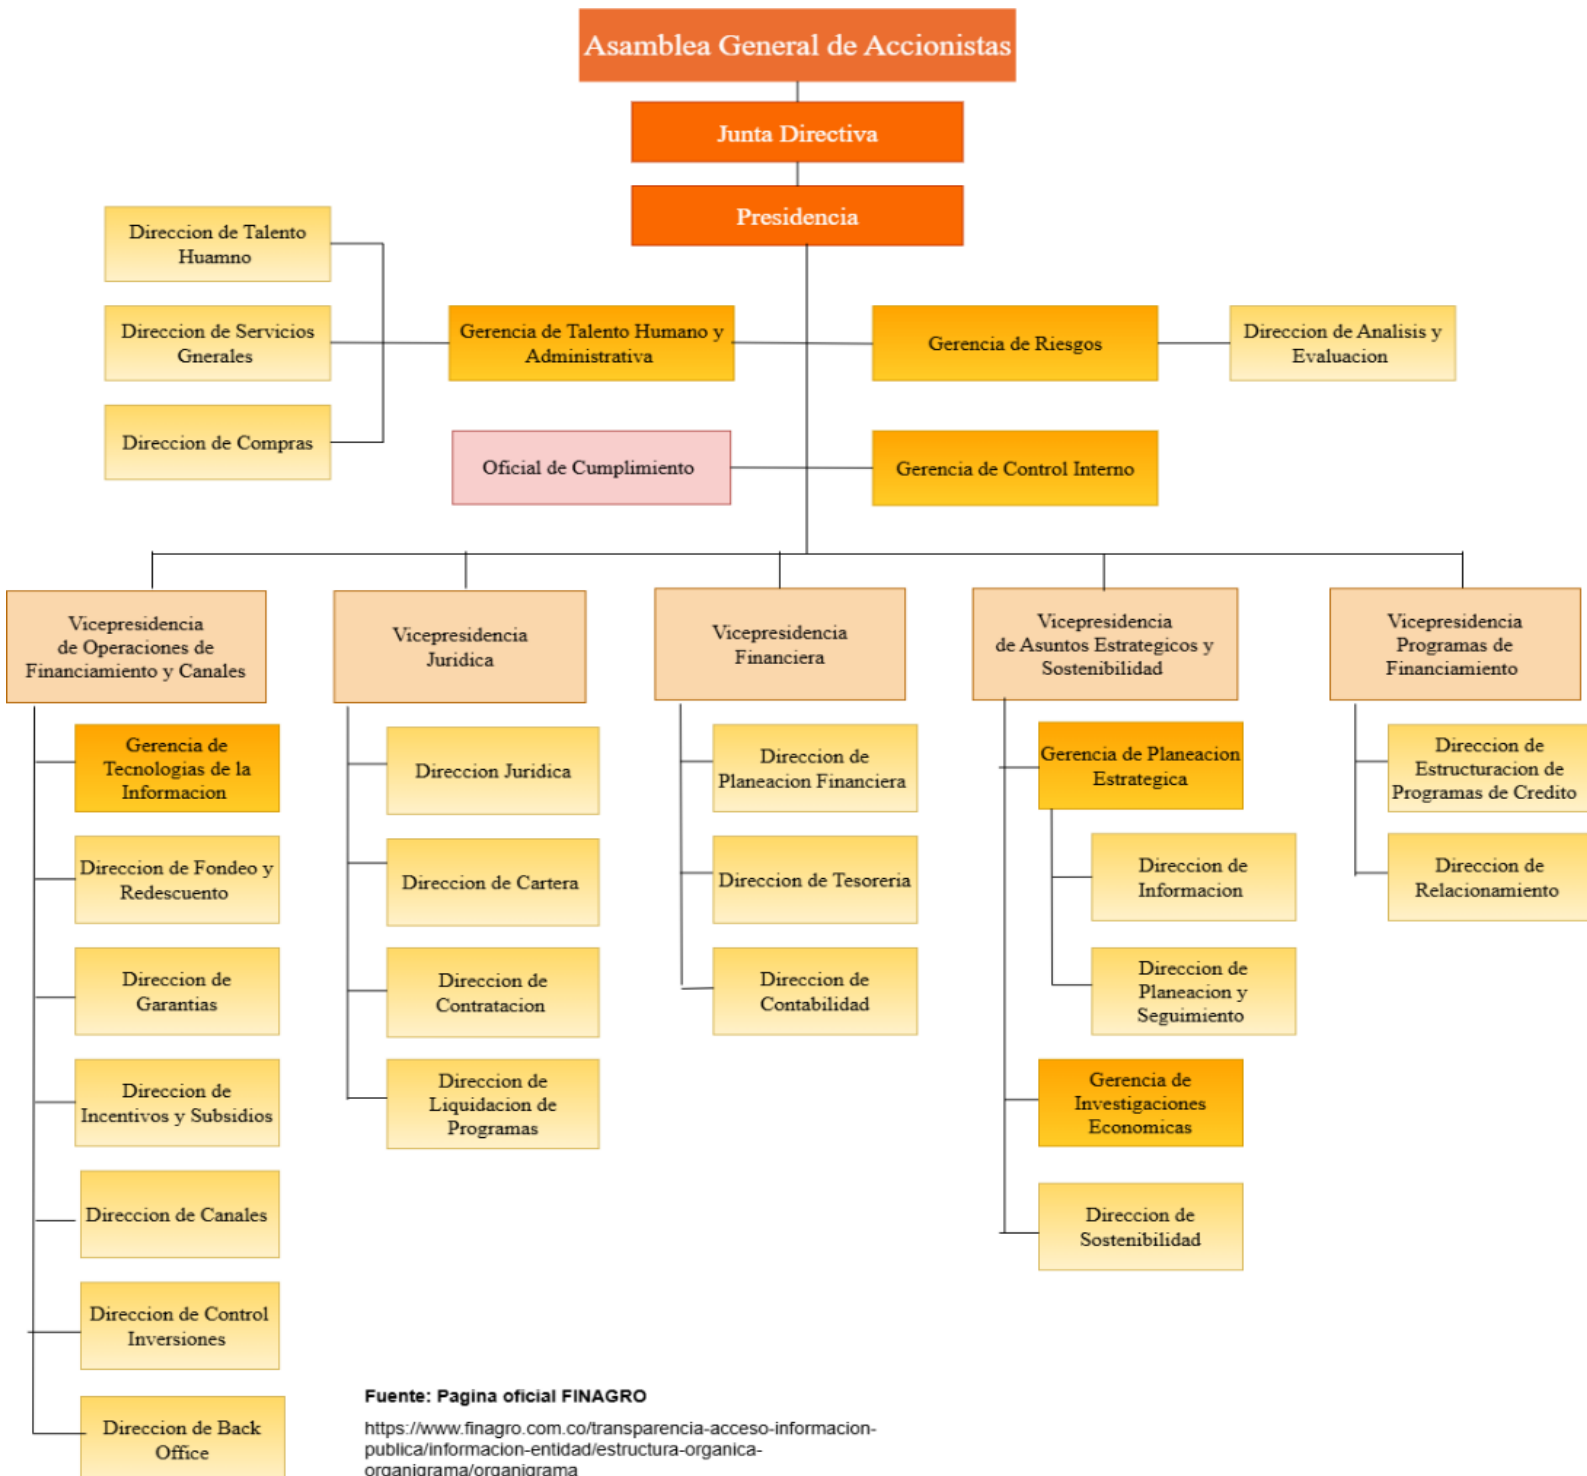 Asamblea General de Accionistas
Junta Directiva
Presidencia
Direccion de Talento
Huamno
Direccion de Servicios
Gnerales
Direccion de Compras
Gerencia de Talento Humano y
Administrativa
Gerencia de Riesgos
Direccion de Analisis y
Evaluacion
Oficial de Cumplimiento
Gerencia de Control Interno
Vicepresidencia
de Operaciones de
Financiamiento y Canales
Gerencia de
Tecnologias de la
Informacion
Direccion de Fondeo y
Redescuento
Direccion de
Garantias
Direccion de
Incentivos y Subsidios
Direccion de Canales
Direccion de Control
Inversiones
Direccion de Back
Office
Vicepresidencia
Juridica
Direccion Juridica
Direccion de Cartera
Direccion de
Contratacion
Direccion de
Liquidacion de
Programas
Vicepresidencia
Financiera
Direccion de
Planeacion Financiera
Direccion de Tesoreria
Direccion de
Contabilidad
Vicepresidencia
de Asuntos Estrategicos y
Sostenibilidad
Gerencia de Planeacion
Estrategica
Direccion de
Informacion
Direccion de
Planeacion y
Seguimiento
Gerencia de
Investigaciones
Economicas
Direccion de
Sostenibilidad
Vicepresidencia
Programas de
Financiamiento
Direccion de
Estructuracion de
Programas de Credito
Direccion de
Relacionamiento
Fuente: Pagina oficial FINAGRO
https://www.finagro.com.co/transparencia-acceso-informacion-
publica/informacion-entidad/estructura-organica-
organigrama/organigrama